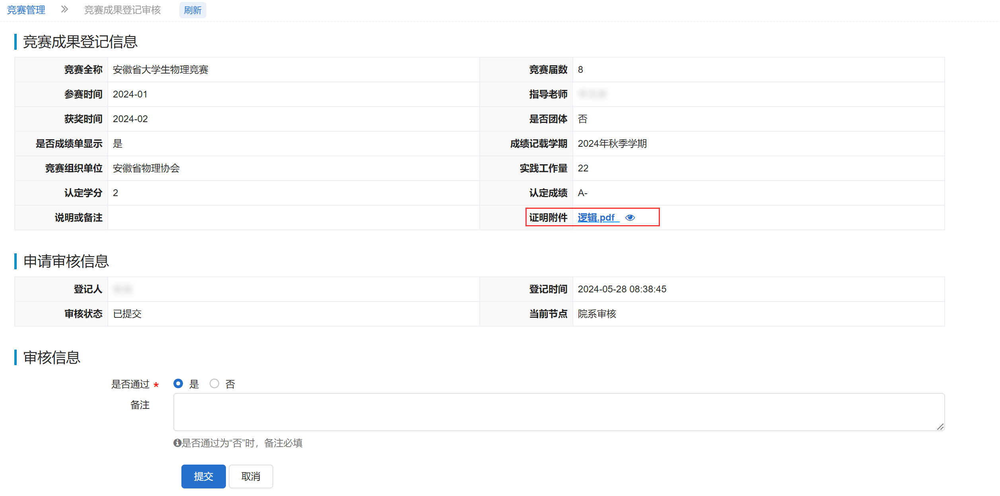 竞赛管理 » 竞赛成果登记审核 刷新
竞赛成果登记信息
竞赛全称 安徽省大学生物理竞赛 竞赛届数 8
参赛时间 2024-01 指导老师
获奖时间 2024-02 是否团体 否
是否成绩单显示 是 成绩记载学期 2024年秋季学期
竞赛组织单位 安徽省物理协会 实践工作量 22
认定学分 2 认定成绩 A-
说明或备注 证明附件 逻辑.pdf
申请审核信息
登记人 登记时间 2024-05-28 08:38:45
审核状态 已提交 当前节点 院系审核
审核信息
是否通过 * 是 否
备注
是否通过为“否”时，备注必填
提交 取消